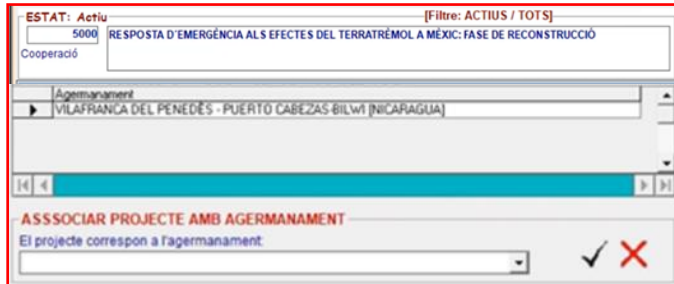 ESTAT: Actiu [Filtre: ACTIUS / TOTS]
5000 RESPOSTA D'EMERGÈNCIA ALS EFECTES DEL TERRATRÈMOL A MÈXIC: FASE DE RECONSTRUCCIÓ
Cooperació
Agermanament
VILAFRANCA DEL PENEDÈS - PUERTO CABEZAS-BILWI [NICARAGUA]
ASSSOCIAR PROJECTE AMB AGERMANAMENT
El projecte correspon a l'agermanament: